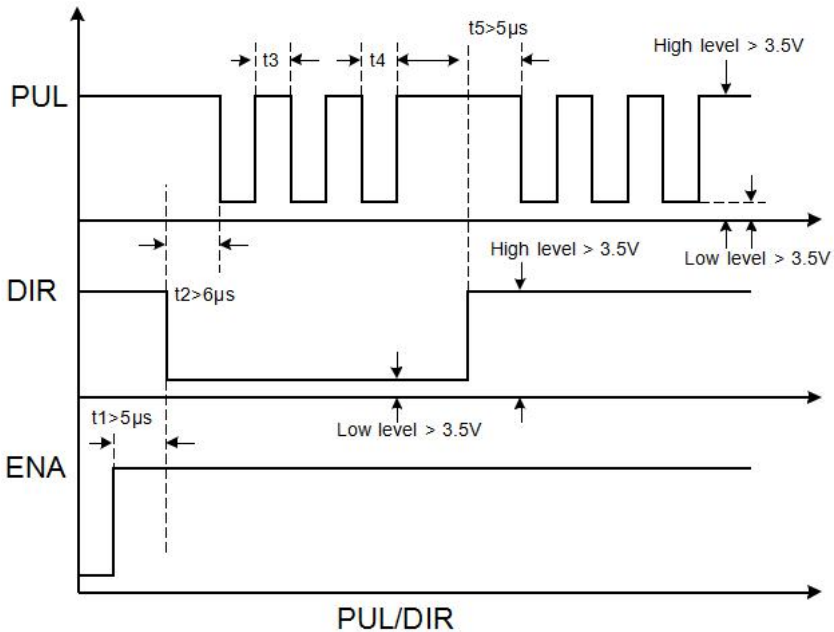 t5>5µs
High level > 3.5V
t3
t4
PUL
High level > 3.5V
Low level > 3.5V
DIR
t2>6µs
t1>5µs
Low level > 3.5V
ENA
PUL/DIR